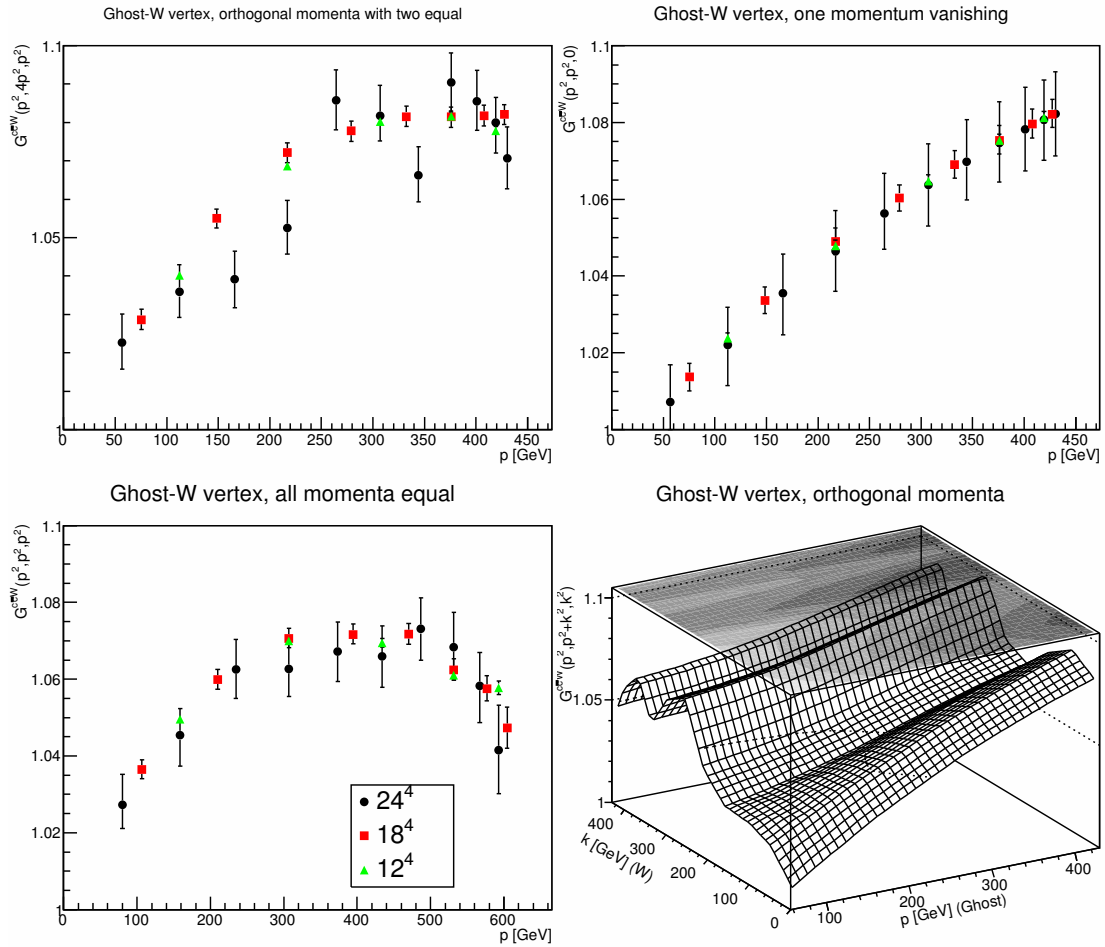 Ghost-W vertex, orthogonal momenta with two equal
G^{cc̄W}(p²,4p²,p²)
1.1
1.05
1
0 50 100 150 200 250 300 350 400 450
p [GeV]
Ghost-W vertex, one momentum vanishing
G^{cc̄W}(p²,p²,0)
1.1
1.08
1.06
1.04
1.02
1
0 50 100 150 200 250 300 350 400 450
p [GeV]
Ghost-W vertex, all momenta equal
G^{cc̄W}(p²,p²,p²)
1.1
1.08
1.06
1.04
1.02
1
24⁴
18⁴
12⁴
0 100 200 300 400 500 600
p [GeV]
Ghost-W vertex, orthogonal momenta
G^{cc̄W}(p²,p²+k²,k²)
1.1
1.05
1
400 300 200 100 0
k [GeV] (W)
100 200 300 400
p [GeV] (Ghost)